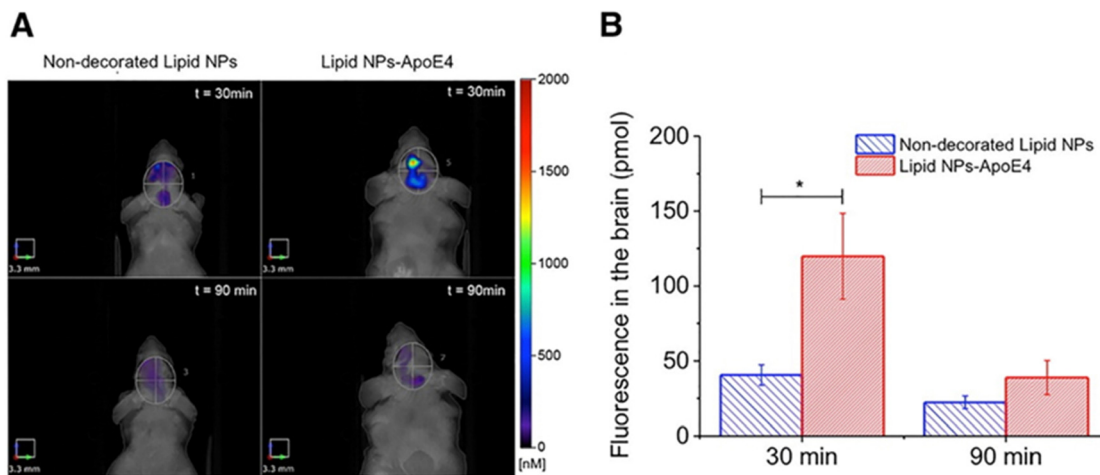 A
Non-decorated Lipid NPs
Lipid NPs-ApoE4
t = 30min
1
3.3 mm
t = 30min
5
3.3 mm
t = 90 min
3
3.3 mm
t = 90min
7
3.3 mm
2000
1500
1000
500
0
[nM]
B
Fluorescence in the brain (pmol)
200
150
100
50
0
Non-decorated Lipid NPs
Lipid NPs-ApoE4
*
30 min
90 min